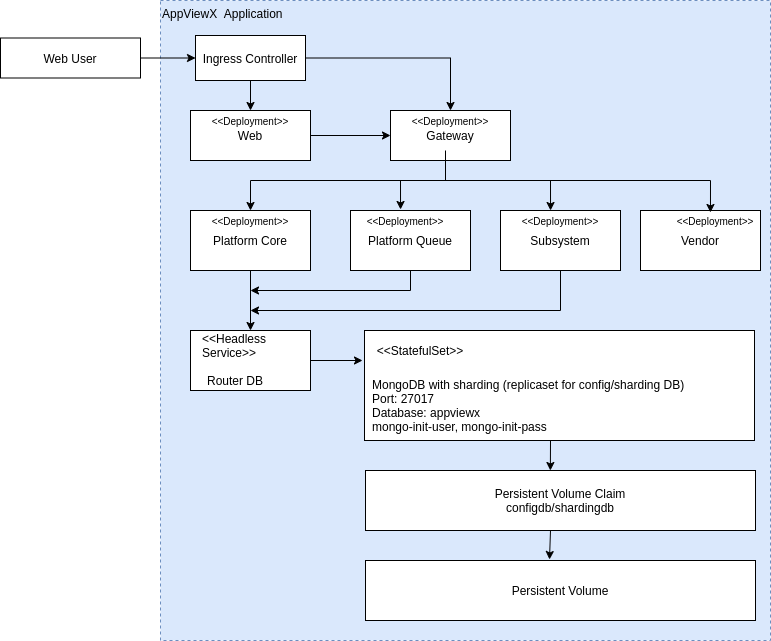 AppViewX Application
Web User
Ingress Controller
<<Deployment>>
Web
<<Deployment>>
Gateway
<<Deployment>>
Platform Core
<<Deployment>>
Platform Queue
<<Deployment>>
Subsystem
<<Deployment>>
Vendor
<<Headless
Service>>
Router DB
<<StatefulSet>>
MongoDB with sharding (replicaset for config/sharding DB)
Port: 27017
Database: appviewx
mongo-init-user, mongo-init-pass
Persistent Volume Claim
configdb/shardingdb
Persistent Volume